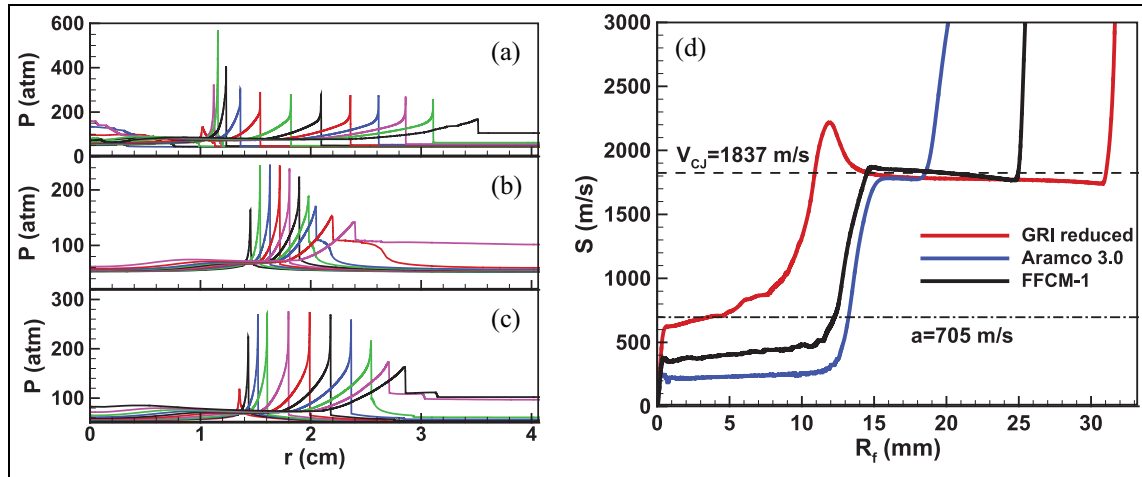 (a)
P (atm)
600
400
200
0
(b)
P (atm)
200
100
(c)
P (atm)
300
200
100
0 1 2 3 4
r (cm)
(d)
S (m/s)
3000
2500
2000
1500
1000
500
0
V_CJ=1837 m/s
GRI reduced
Aramco 3.0
FFCM-1
a=705 m/s
0 5 10 15 20 25 30
R_f (mm)